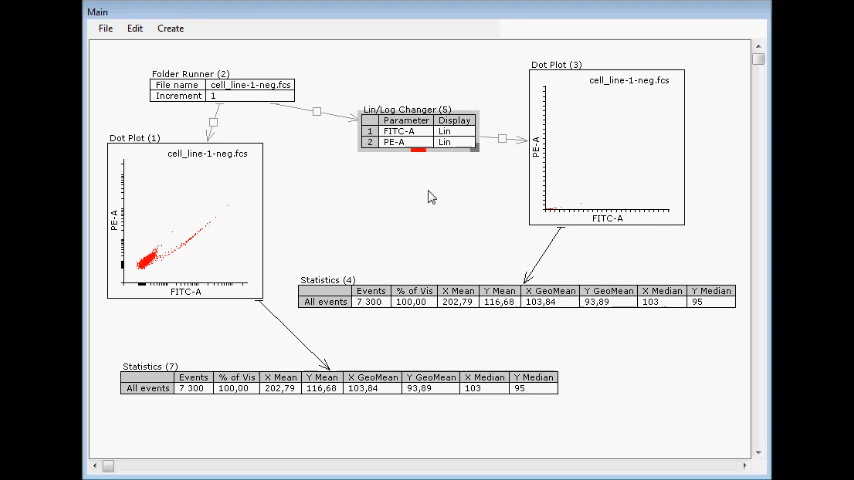 Main
File Edit Create
Folder Runner (2)
File name cell_line-1-neg.fcs
Increment 1
Lin/Log Changer (5)
Parameter Display
1 FITC-A Lin
2 PE-A Lin
Dot Plot (3)
cell_line-1-neg.fcs
PE-A
FITC-A
Dot Plot (1)
cell_line-1-neg.fcs
PE-A
FITC-A
Statistics (4)
Events % of Vis X Mean Y Mean X GeoMean Y GeoMean X Median Y Median
All events 7 300 100,00 202,79 116,68 103,84 93,89 103 95
Statistics (7)
Events % of Vis X Mean Y Mean X GeoMean Y GeoMean X Median Y Median
All events 7 300 100,00 202,79 116,68 103,84 93,89 103 95